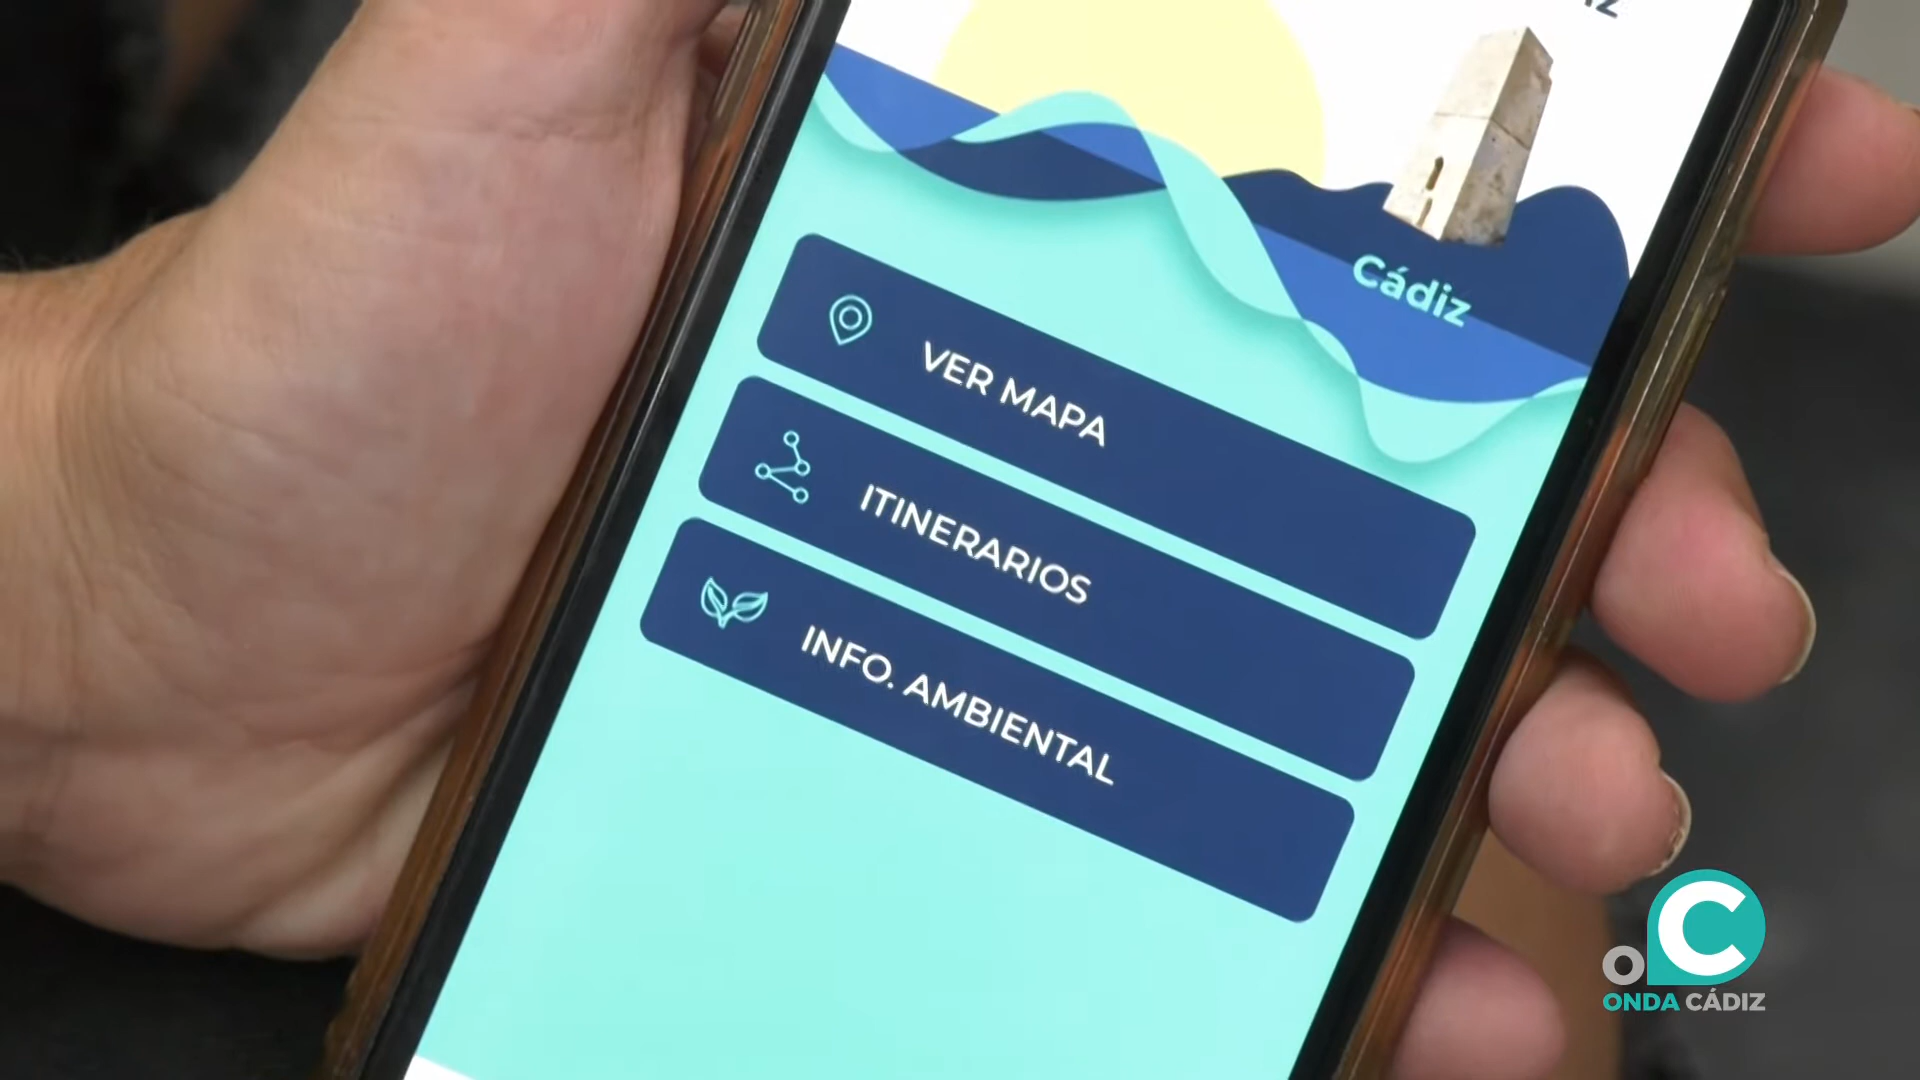 Cádiz
VER MAPA
ITINERARIOS
INFO. AMBIENTAL
ONDA CÁDIZ